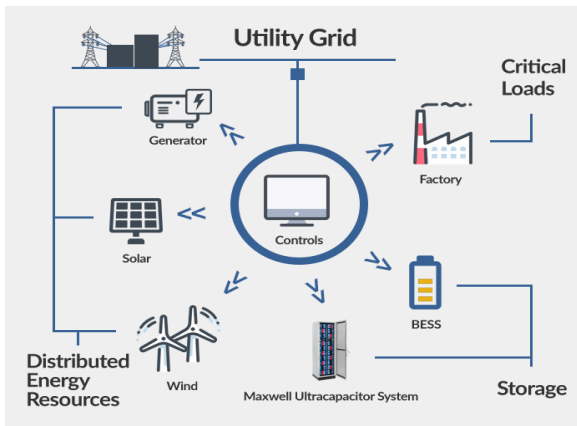 Utility Grid
Critical
Loads
Generator
Factory
Solar
Controls
BESS
Distributed
Energy
Resources
Wind
Maxwell Ultracapacitor System
Storage